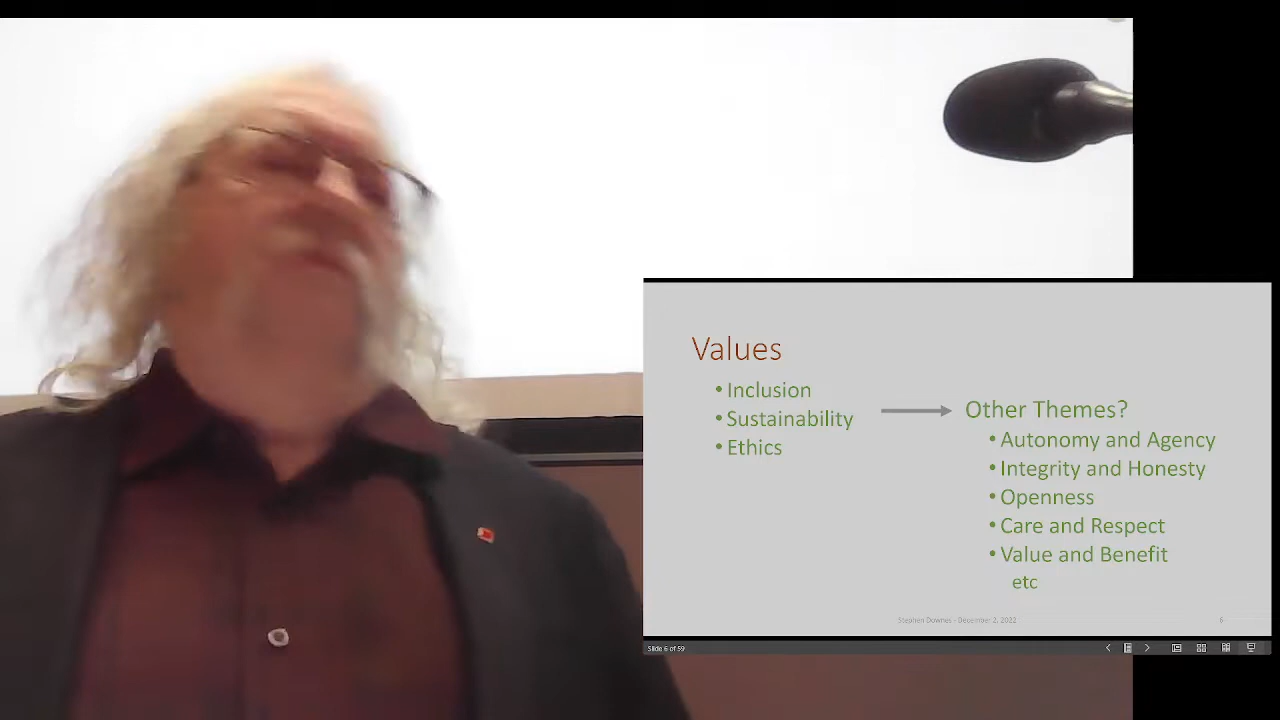 Values
• Inclusion
• Sustainability
• Ethics
Other Themes?
• Autonomy and Agency
• Integrity and Honesty
• Openness
• Care and Respect
• Value and Benefit
etc
Stephen Downes - December 2, 2022
6
Slide 6 of 59